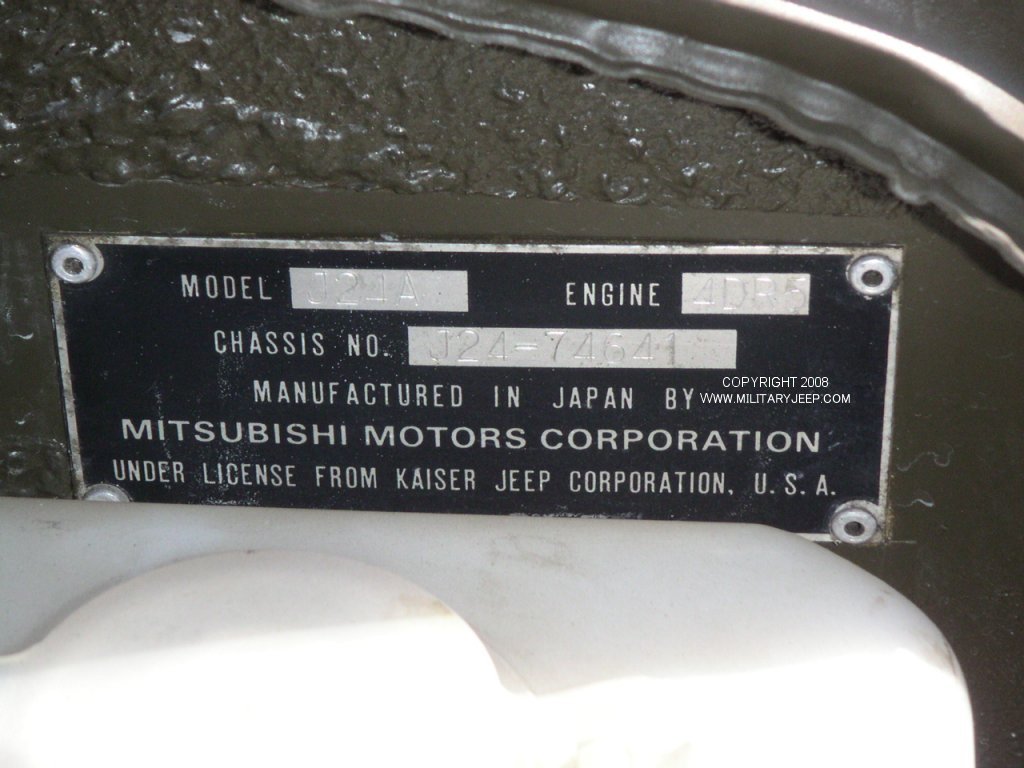 MODEL J24A ENGINE 4DR5
CHASSIS NO. J24-74641
MANUFACTURED IN JAPAN BY
COPYRIGHT 2008
WWW.MILITARYJEEP.COM
MITSUBISHI MOTORS CORPORATION
UNDER LICENSE FROM KAISER JEEP CORPORATION, U.S.A.